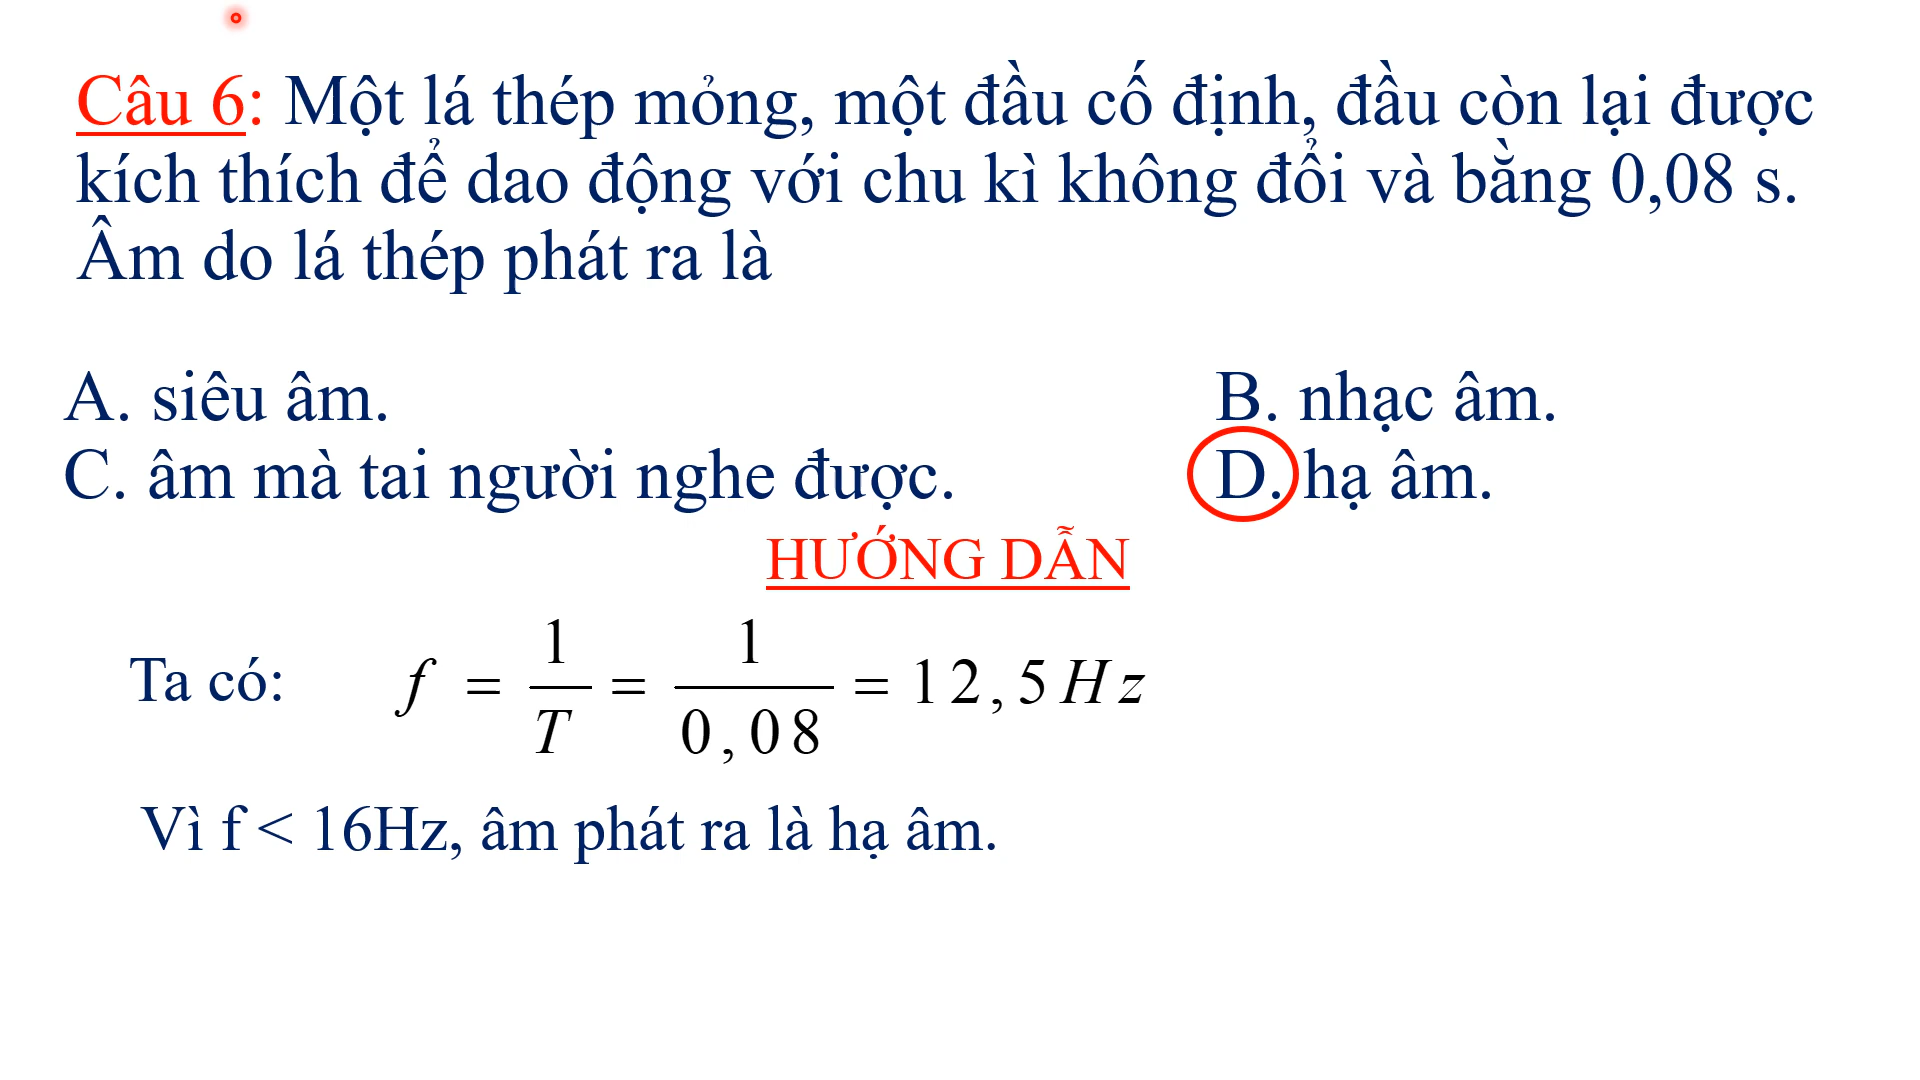 Câu 6: Một lá thép mỏng, một đầu cố định, đầu còn lại được
kích thích để dao động với chu kì không đổi và bằng 0,08 s.
Âm do lá thép phát ra là
A. siêu âm. B. nhạc âm.
C. âm mà tai người nghe được. D. hạ âm.
HƯỚNG DẪN
Ta có: f = 1/T = 1/0,08 = 12,5Hz
Vì f < 16Hz, âm phát ra là hạ âm.